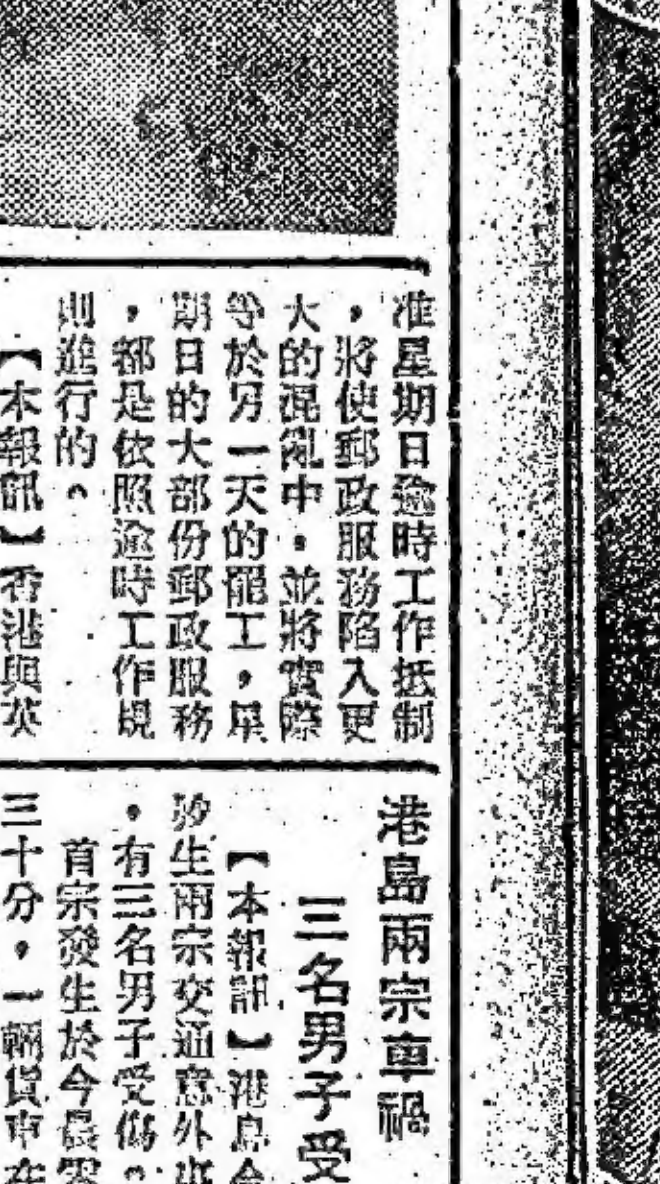 准星期日逾時工作抵制
，將使郵政服務陷入更
大的混亂中。並將實際
等於另一天的罷工，星
期日的大部份郵政服務
，都是依照逾時工作規
則進行的。
【本報訊】香港與英
港島兩宗車禍
三名男子受
【本報訊】港島今
發生兩宗交通意外事
，有三名男子受傷。
首宗發生於今晨零
三十分，一輛貨車在